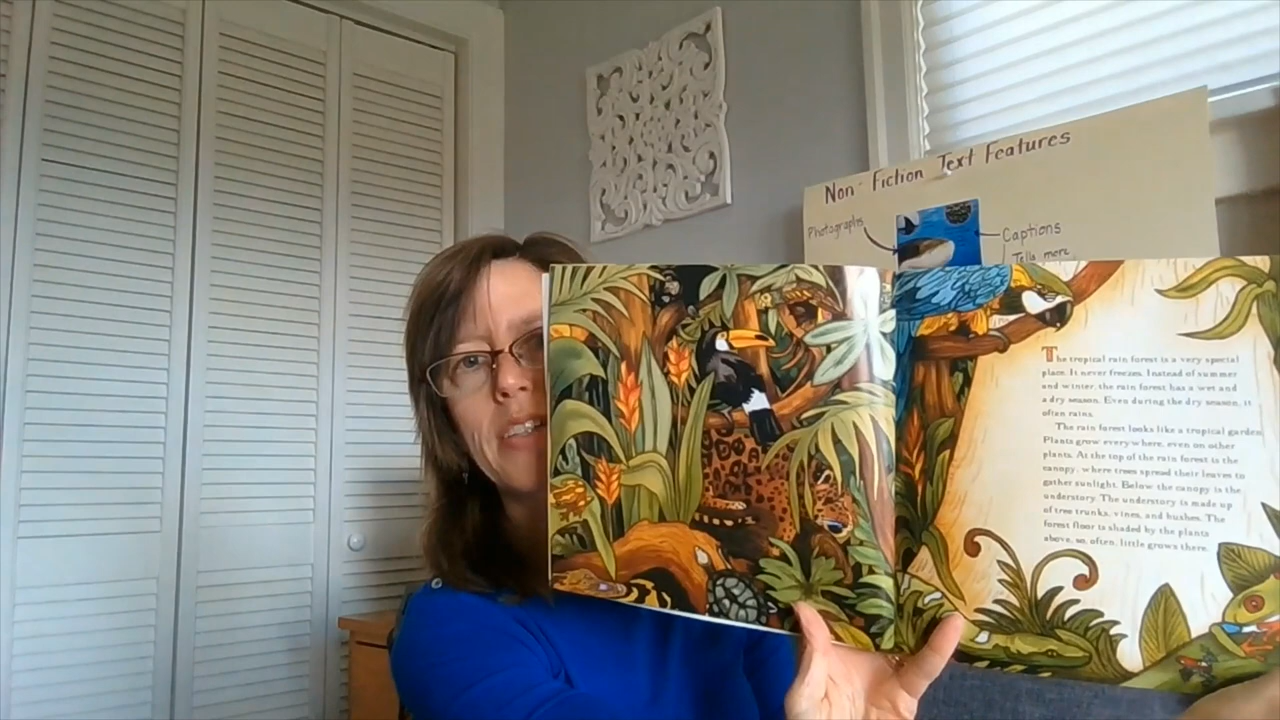 Non-Fiction Text Features
Photographs
Captions
Tells more
The tropical rain forest is a very special
place. It never freezes. Instead of summer
and winter, the rain forest has a wet and
a dry season. Even during the dry season, it
often rains.
The rain forest looks like a tropical garden.
Plants grow everywhere, even on other
plants. At the top of the rain forest is the
canopy, where trees spread their leaves to
gather sunlight. Below the canopy is the
understory. The understory is made up
of tree trunks, vines, and bushes. The
forest floor is shaded by the plants
above, so, often, little grows there.